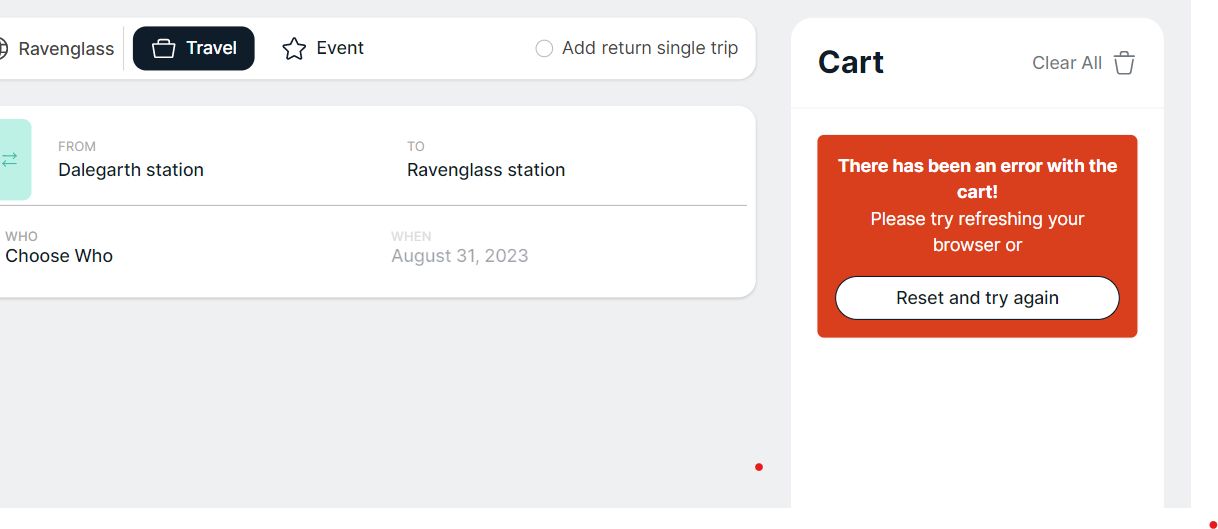 Ravenglass Travel Event Add return single trip
Cart Clear All
FROM TO
Dalegarth station Ravenglass station
WHO WHEN
Choose Who August 31, 2023
There has been an error with the
cart!
Please try refreshing your
browser or
Reset and try again